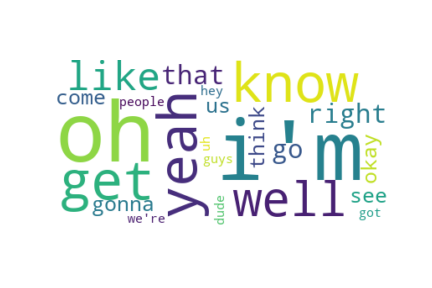 like that know
come people hey us right
oh yeah i'm think go okay
get uh guys well see
gonna we're dude got